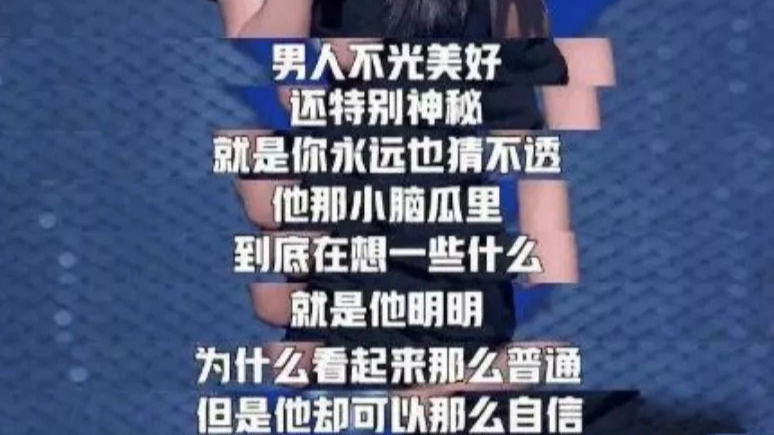 男人不光美好
还特别神秘
就是你永远也猜不透
他那小脑瓜里
到底在想一些什么
就是他明明
为什么看起来那么普通
但是他却可以那么自信